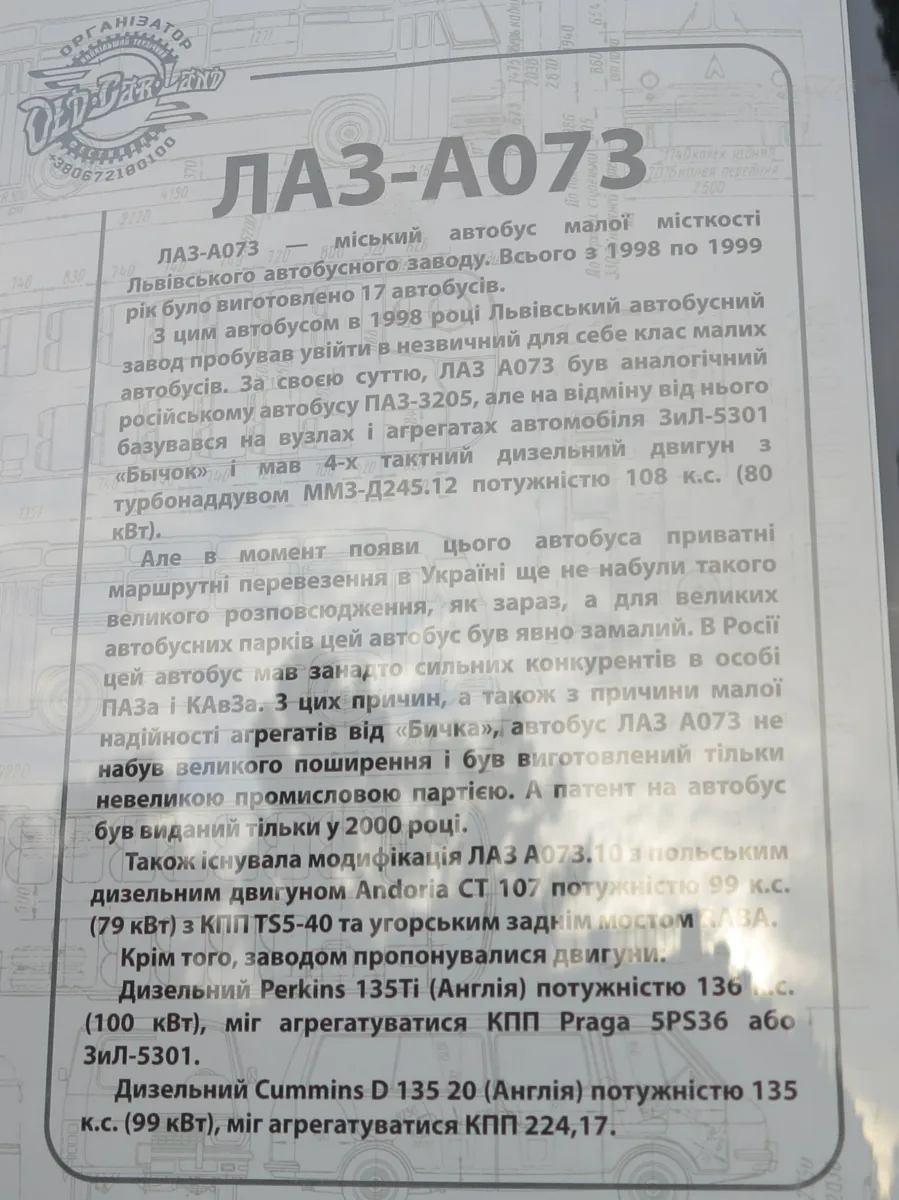 ОРГАНІЗАТОР
OLD CAR LAND
ФЕСТИВАЛЬ
+380672180100
ЛАЗ-А073
ЛАЗ-А073 — міський автобус малої місткості
Львівського автобусного заводу. Всього з 1998 по 1999
рік було виготовлено 17 автобусів.
З цим автобусом в 1998 році Львівський автобусний
завод пробував увійти в незвичний для себе клас малих
автобусів. За своєю суттю, ЛАЗ А073 був аналогічний
російському автобусу ПАЗ-3205, але на відміну від нього
базувався на вузлах і агрегатах автомобіля ЗиЛ-5301
«Бычок» і мав 4-х тактний дизельний двигун з
турбонаддувом ММЗ-Д245.12 потужністю 108 к.с. (80
кВт).
Але в момент появи цього автобуса приватні
маршрутні перевезення в Україні ще не набули такого
великого розповсюдження, як зараз, а для великих
автобусних парків цей автобус був явно замалий. В Росії
цей автобус мав занадто сильних конкурентів в особі
ПАЗа і КАвЗа. З цих причин, а також з причини малої
надійності агрегатів від «Бичка», автобус ЛАЗ А073 не
набув великого поширення і був виготовлений тільки
невеликою промисловою партією. А патент на автобус
був виданий тільки у 2000 році.
Також існувала модифікація ЛАЗ А073.10 з польським
дизельним двигуном Andoria CT 107 потужністю 99 к.с.
(79 кВт) з КПП TS5-40 та угорським заднім мостом
Крім того, заводом пропонувалися двигуни.
Дизельний Perkins 135Ti (Англія) потужністю 136 к.с.
(100 кВт), міг агрегатуватися КПП Praga 5PS36 або
ЗиЛ-5301.
Дизельний Cummins D 135 20 (Англія) потужністю 135
к.с. (99 кВт), міг агрегатуватися КПП 224,17.